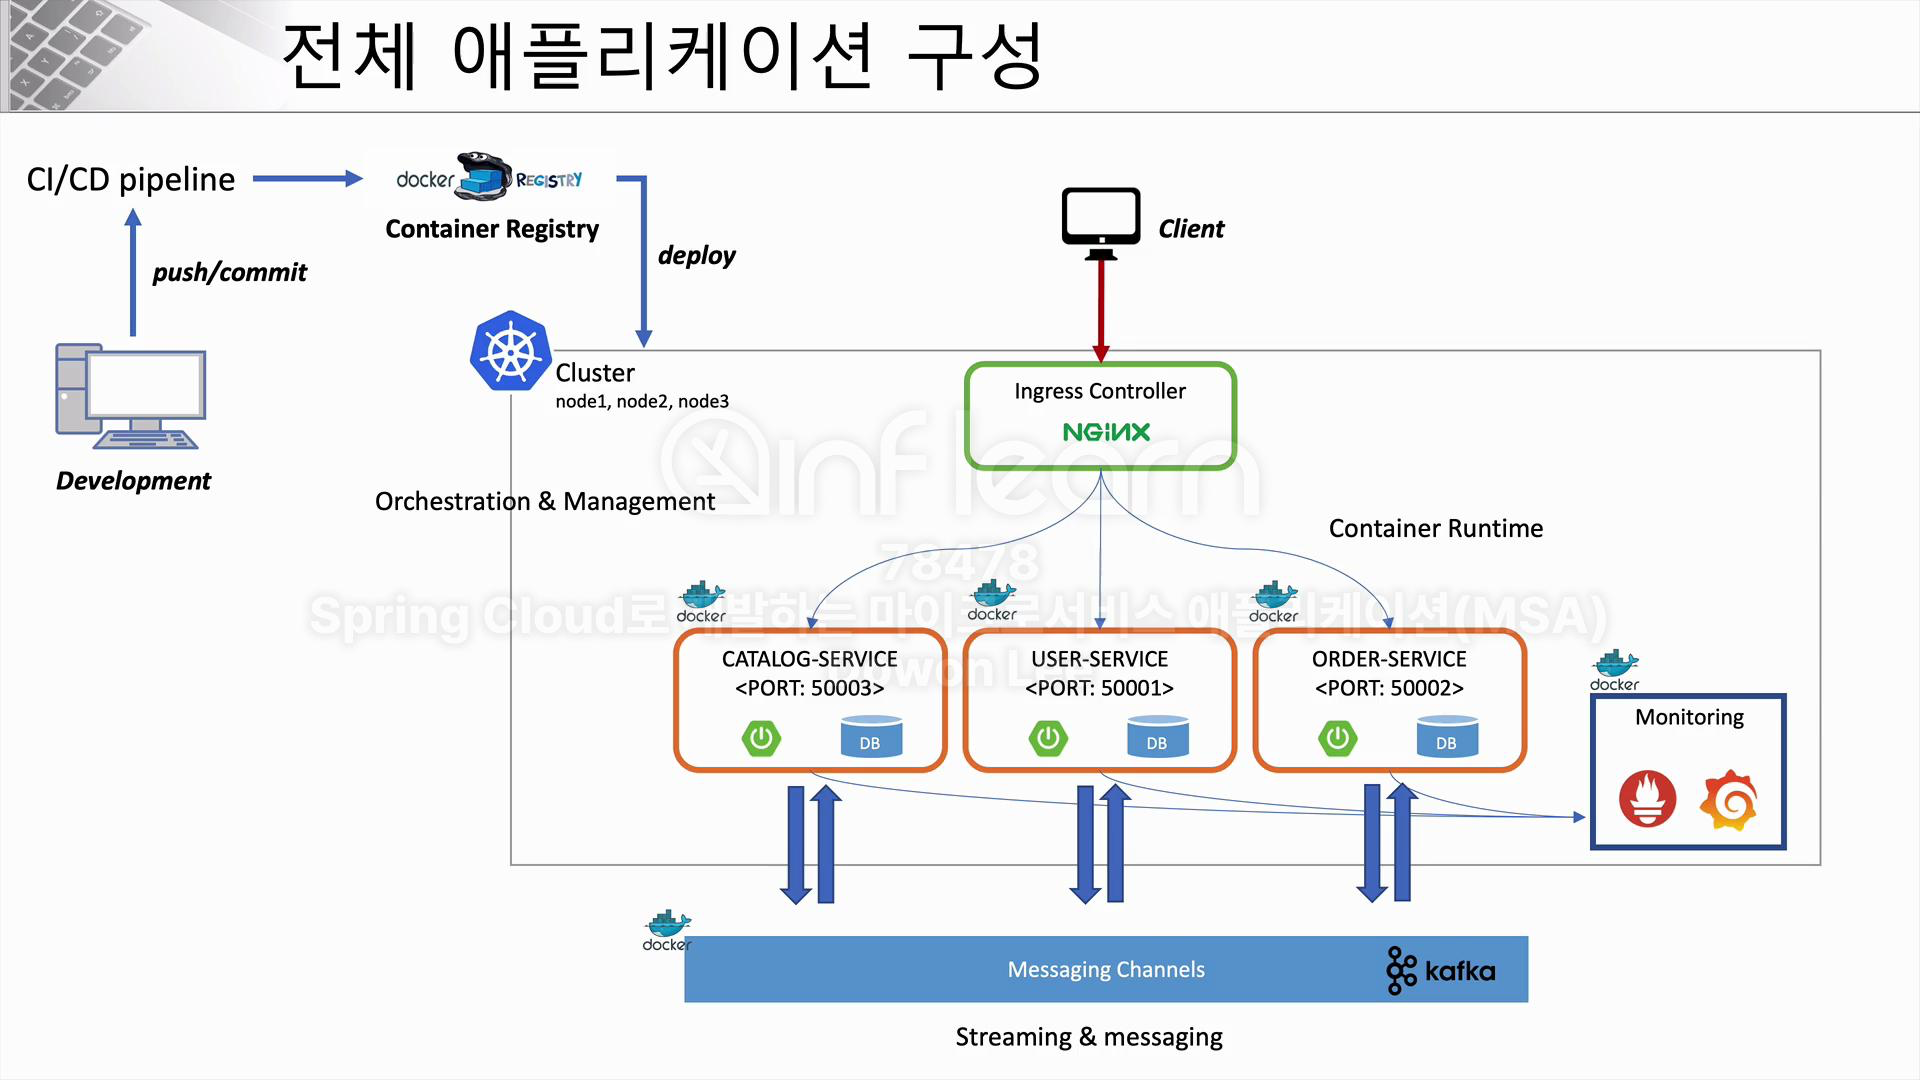 전체 애플리케이션 구성
CI/CD pipeline
docker REGISTRY
Container Registry
deploy
push/commit
Development
Client
Cluster
node1, node2, node3
Ingress Controller
NGINX
Orchestration & Management
Container Runtime
inflearn
78478
Spring Cloud로 개발하는 마이크로서비스 애플리케이션(MSA)
Dowon Lee
docker
docker
docker
CATALOG-SERVICE
<PORT: 50003>
DB
USER-SERVICE
<PORT: 50001>
DB
ORDER-SERVICE
<PORT: 50002>
DB
docker
Monitoring
docker
Messaging Channels
kafka
Streaming & messaging